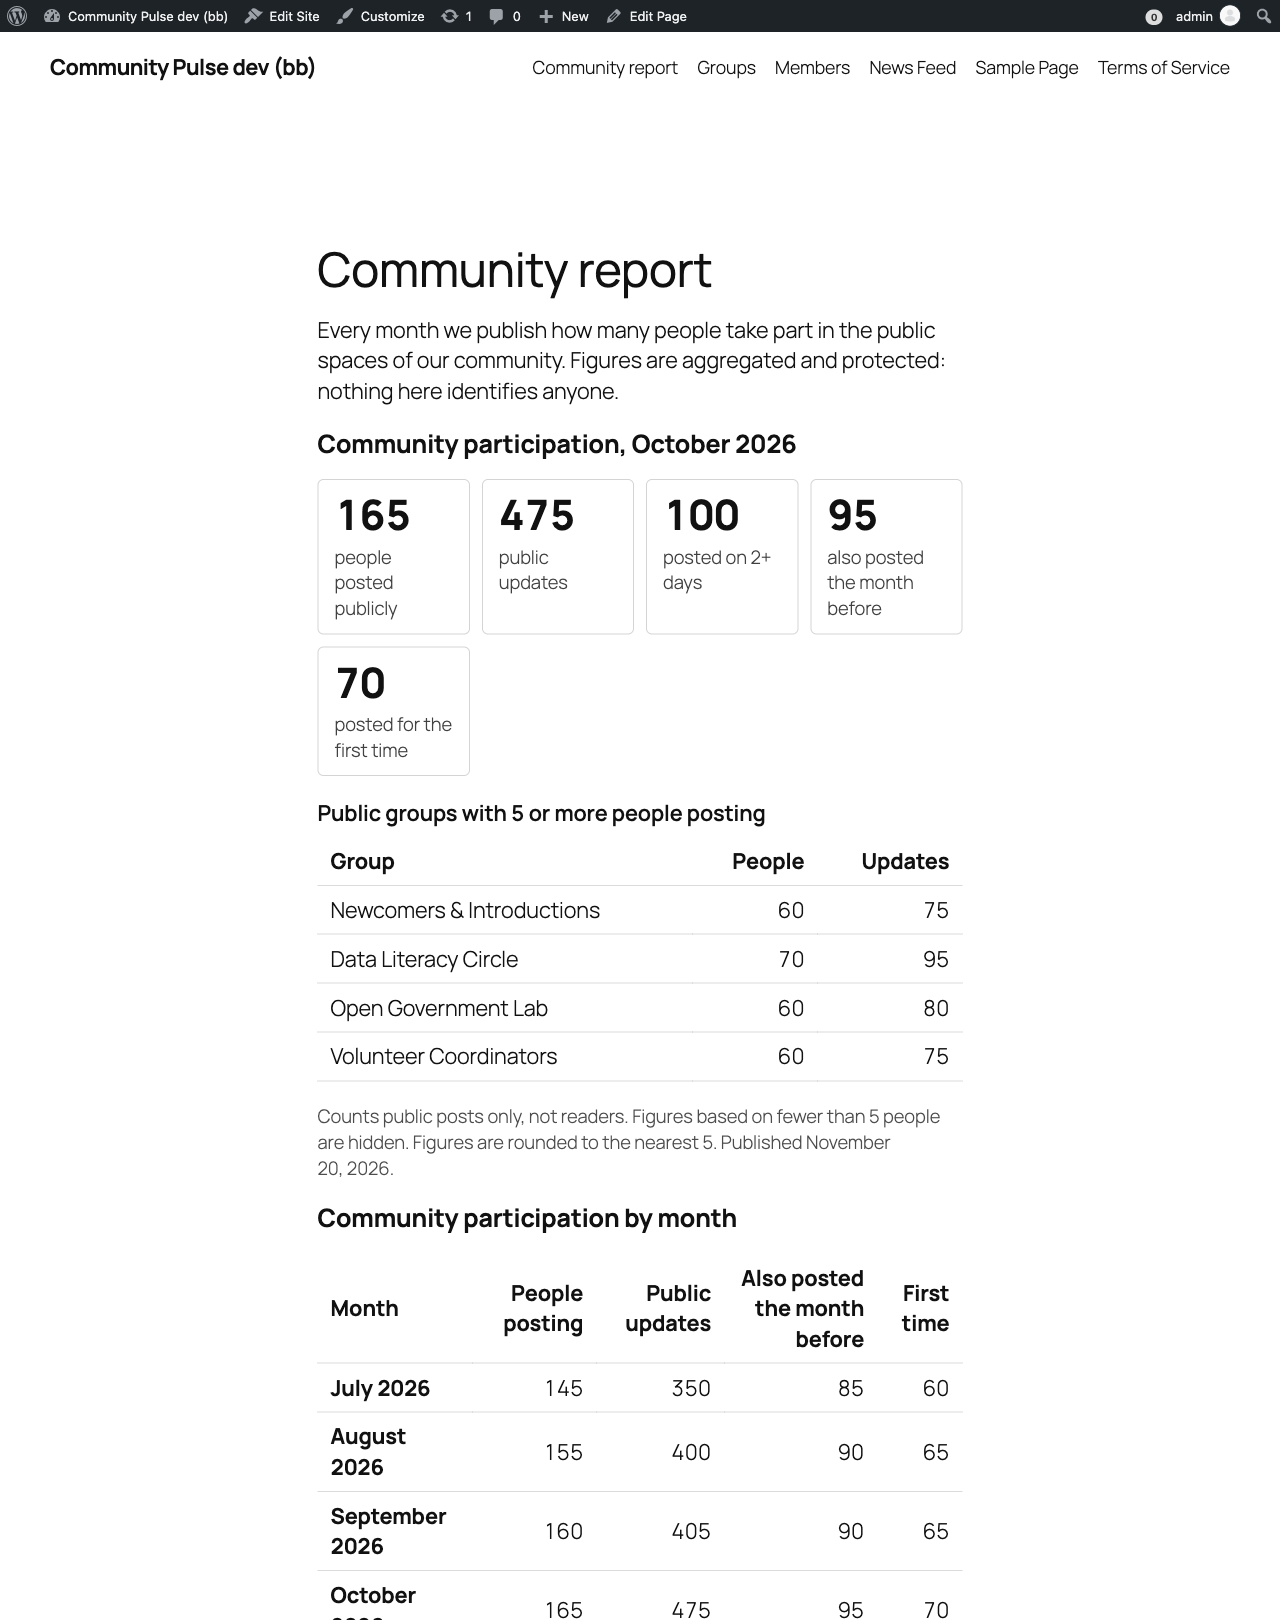 Community Pulse dev (bb) Edit Site Customize 1 0 New Edit Page 0 admin
Community Pulse dev (bb) Community report Groups Members News Feed Sample Page Terms of Service
Community report
Every month we publish how many people take part in the public
spaces of our community. Figures are aggregated and protected:
nothing here identifies anyone.
Community participation, October 2026
165
people
posted
publicly
475
public
updates
100
posted on 2+
days
95
also posted
the month
before
70
posted for the
first time
Public groups with 5 or more people posting
Group People Updates
Newcomers & Introductions 60 75
Data Literacy Circle 70 95
Open Government Lab 60 80
Volunteer Coordinators 60 75
Counts public posts only, not readers. Figures based on fewer than 5 people
are hidden. Figures are rounded to the nearest 5. Published November
20, 2026.
Community participation by month
Month
People
posting
Public
updates
Also posted
the month
before
First
time
July 2026 145 350 85 60
August
2026
155 400 90 65
September
2026
160 405 90 65
October
165 475 95 70